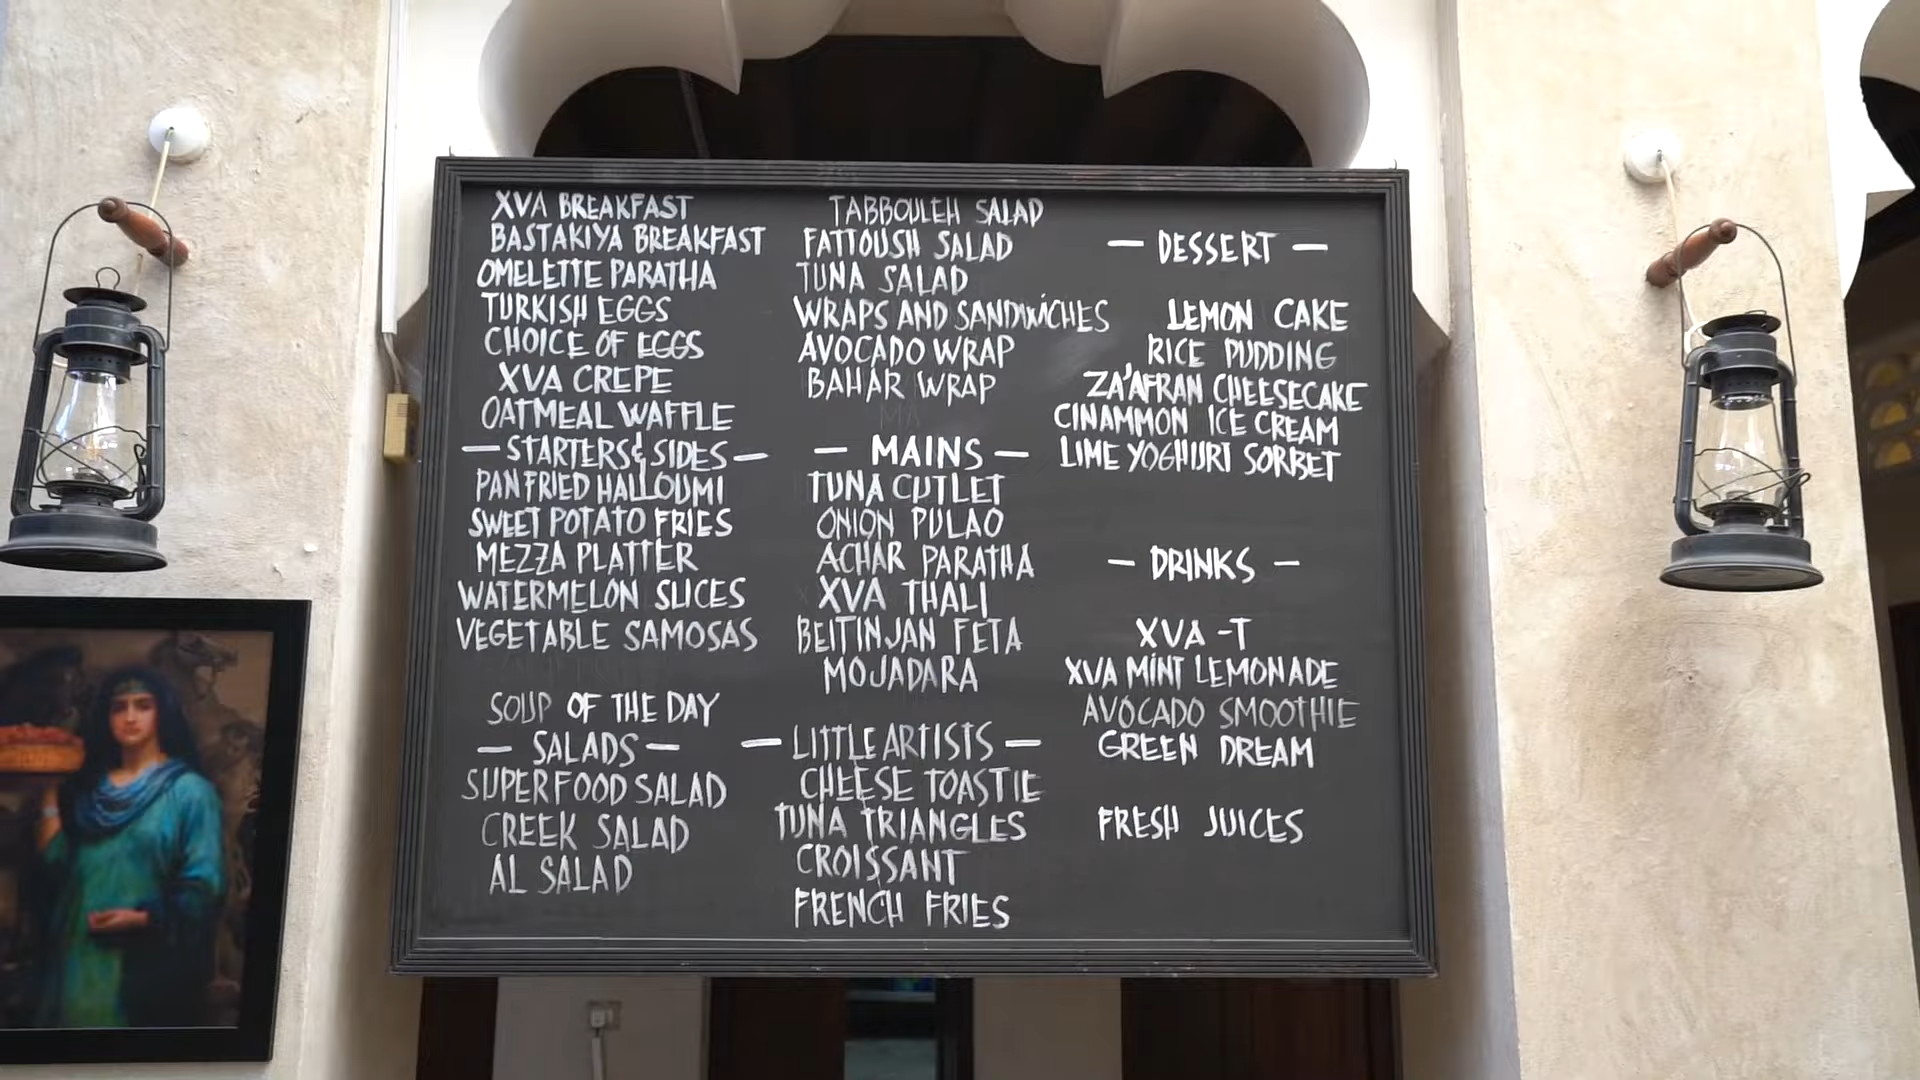 XVA BREAKFAST
BASTAKIYA BREAKFAST
OMELETTE PARATHA
TURKISH EGGS
CHOICE OF EGGS
XVA CREPE
OATMEAL WAFFLE
— STARTERS & SIDES —
PAN FRIED HALLOUMI
SWEET POTATO FRIES
MEZZA PLATTER
WATERMELON SLICES
VEGETABLE SAMOSAS
SOUP OF THE DAY
— SALADS —
SUPERFOOD SALAD
CREEK SALAD
AL SALAD
TABBOULEH SALAD
FATTOUSH SALAD
TUNA SALAD
WRAPS AND SANDWiCHES
AVOCADO WRAP
BAHAR WRAP
— MAINS —
TUNA CUTLET
ONION PULAO
ACHAR PARATHA
XVA THALI
BEITINJAN FETA
MOJADARA
— LITTLE ARTISTS —
CHEESE TOASTIE
TUNA TRIANGLES
CROISSANT
FRENCH FRIES
— DESSERT —
LEMON CAKE
RICE PUDDING
ZA'AFRAN CHEESECAKE
CINAMMON ICE CREAM
LIME YOGHURT SORBET
— DRINKS —
XVA -T
XVA MiNT LEMONADE
AVOCADO SMOOTHIE
GREEN DREAM
FRESH JUICES